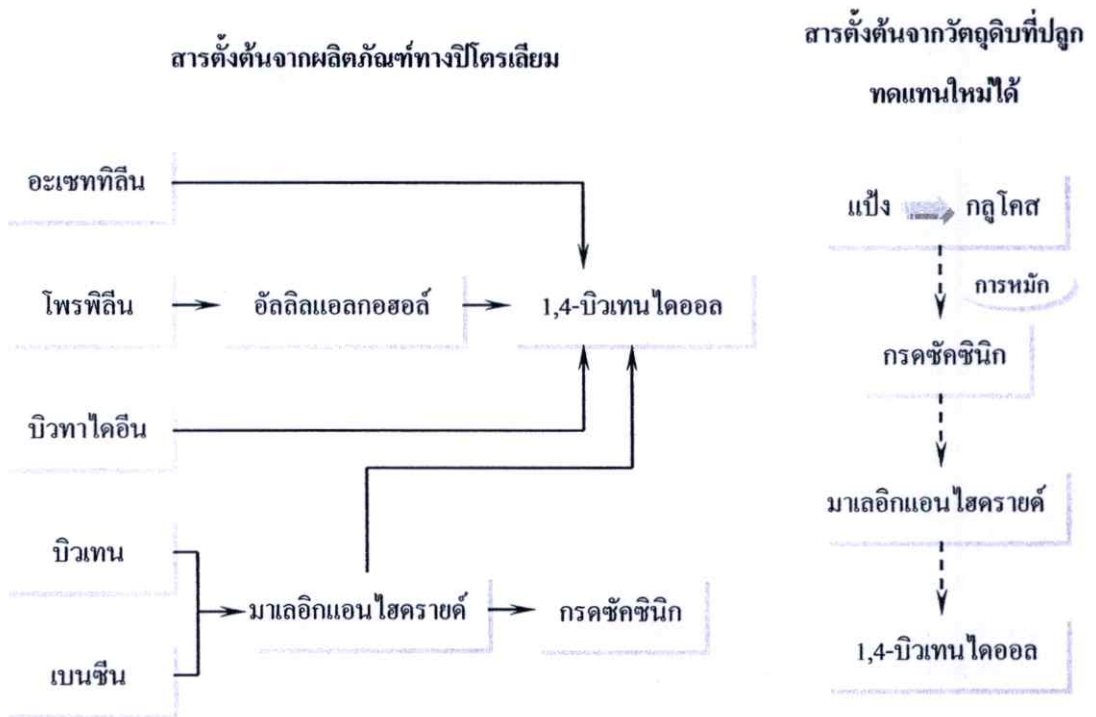 สารตั้งต้นจากผลิตภัณฑ์ทางปิโตรเลียม
อะเซททิลีน
โพรพิลีน
อัลลิลแอลกอฮอล์
1,4-บิวเทนไดออล
บิวทาไดอีน
บิวเทน
เบนซีน
มาเลอิกแอนไฮดรายด์
กรดซัคซินิก
สารตั้งต้นจากวัตถุดิบที่ปลูก
ทดแทนใหม่ได้
แป้ง
กลูโคส
การหมัก
กรดซัคซินิก
มาเลอิกแอนไฮดรายด์
1,4-บิวเทนไดออล